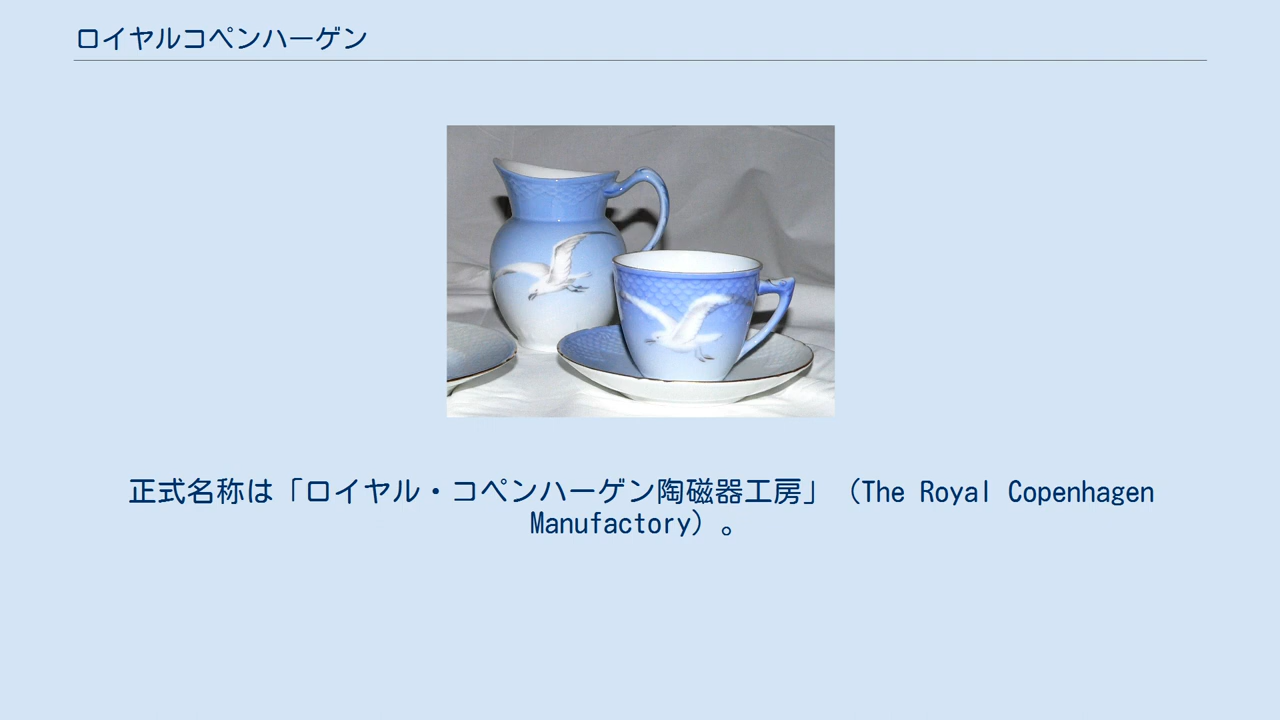 ロイヤルコペンハーゲン
正式名称は「ロイヤル・コペンハーゲン陶磁器工房」（The Royal Copenhagen
Manufactory）。